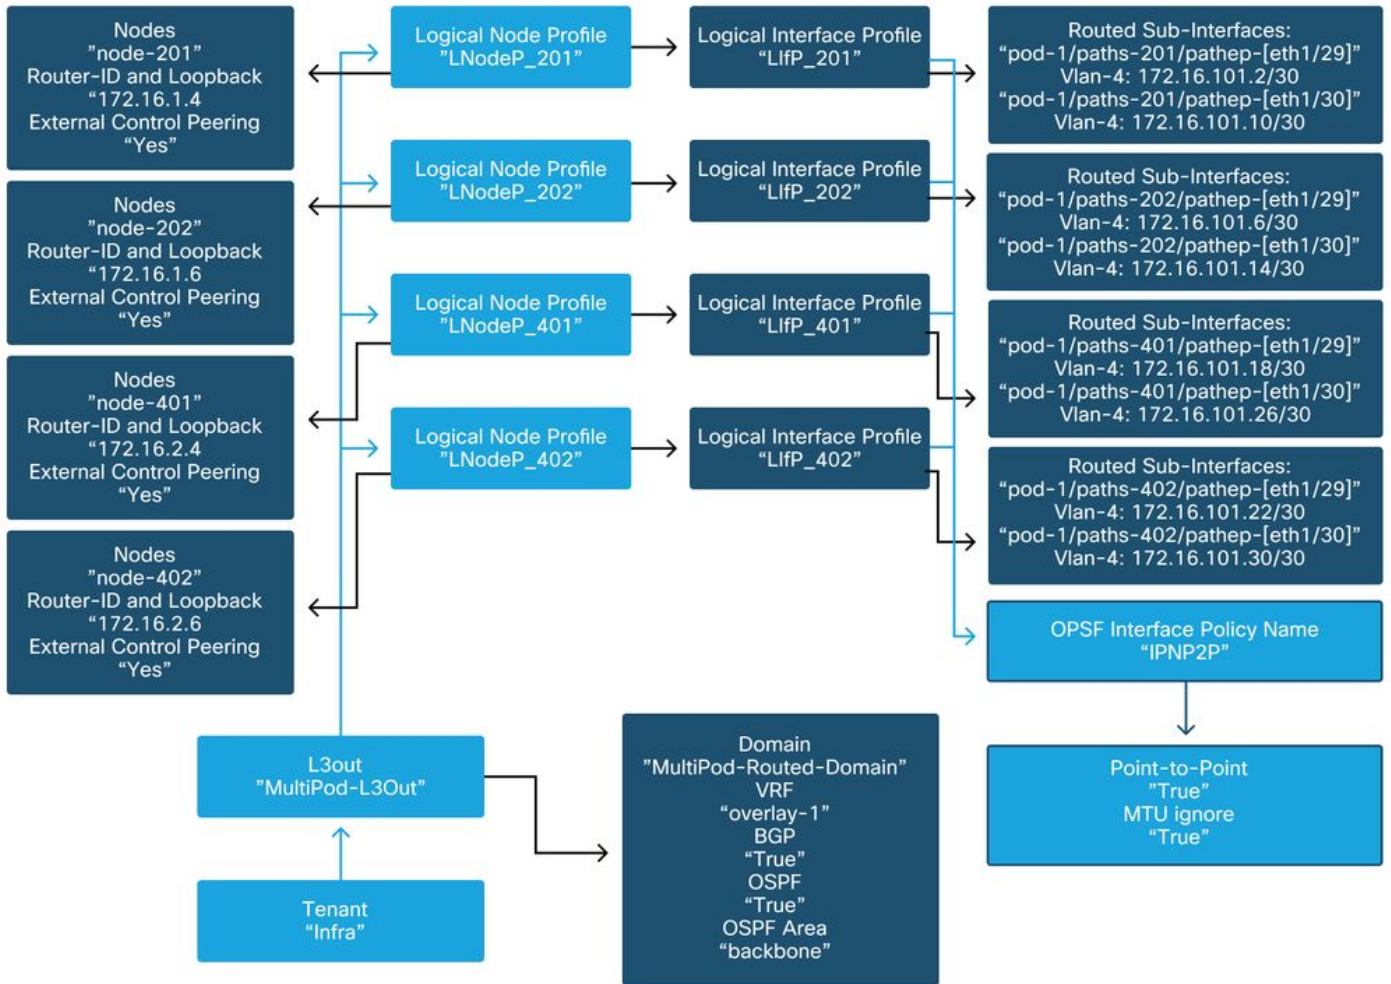 Nodes
"node-201"
Router-ID and Loopback
“172.16.1.4
External Control Peering
“Yes”
Nodes
"node-202"
Router-ID and Loopback
“172.16.1.6
External Control Peering
“Yes”
Nodes
"node-401"
Router-ID and Loopback
“172.16.2.4
External Control Peering
“Yes”
Nodes
"node-402"
Router-ID and Loopback
“172.16.2.6
External Control Peering
“Yes”
Logical Node Profile
"LNodeP_201"
Logical Node Profile
"LNodeP_202"
Logical Node Profile
"LNodeP_401"
Logical Node Profile
"LNodeP_402"
Logical Interface Profile
“LIfP_201”
Logical Interface Profile
“LIfP_202”
Logical Interface Profile
“LIfP_401”
Logical Interface Profile
“LIfP_402”
Routed Sub-Interfaces:
“pod-1/paths-201/pathep-[eth1/29]”
Vlan-4: 172.16.101.2/30
“pod-1/paths-201/pathep-[eth1/30]”
Vlan-4: 172.16.101.10/30
Routed Sub-Interfaces:
“pod-1/paths-202/pathep-[eth1/29]”
Vlan-4: 172.16.101.6/30
“pod-1/paths-202/pathep-[eth1/30]”
Vlan-4: 172.16.101.14/30
Routed Sub-Interfaces:
“pod-1/paths-401/pathep-[eth1/29]”
Vlan-4: 172.16.101.18/30
“pod-1/paths-401/pathep-[eth1/30]”
Vlan-4: 172.16.101.26/30
Routed Sub-Interfaces:
“pod-1/paths-402/pathep-[eth1/29]”
Vlan-4: 172.16.101.22/30
“pod-1/paths-402/pathep-[eth1/30]”
Vlan-4: 172.16.101.30/30
OPSF Interface Policy Name
“IPNP2P”
Point-to-Point
"True"
MTU ignore
“True”
L3out
"MultiPod-L3Out"
Tenant
“Infra”
Domain
"MultiPod-Routed-Domain"
VRF
“overlay-1”
BGP
“True”
OSPF
“True”
OSPF Area
“backbone”